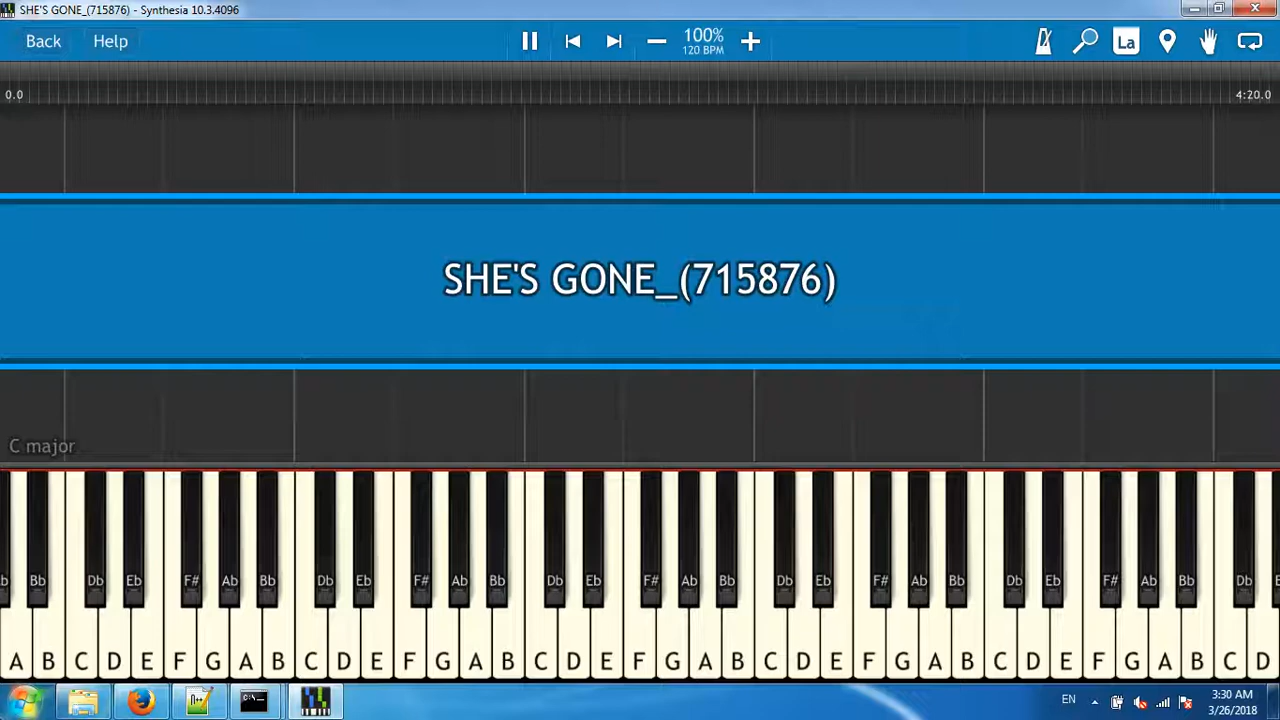 SHE'S GONE_(715876) - Synthesia 10.3.4096
Back Help 100% La
120 BPM
0.0 4:20.0
SHE'S GONE_(715876)
C major
b Bb Db Eb F# Ab Bb Db Eb F# Ab Bb Db Eb F# Ab Bb Db Eb F# Ab Bb Db Eb F# Ab Bb Db E
A B C D E F G A B C D E F G A B C D E F G A B C D E F G A B C D E F G A B C D
EN 3:30 AM
3/26/2018